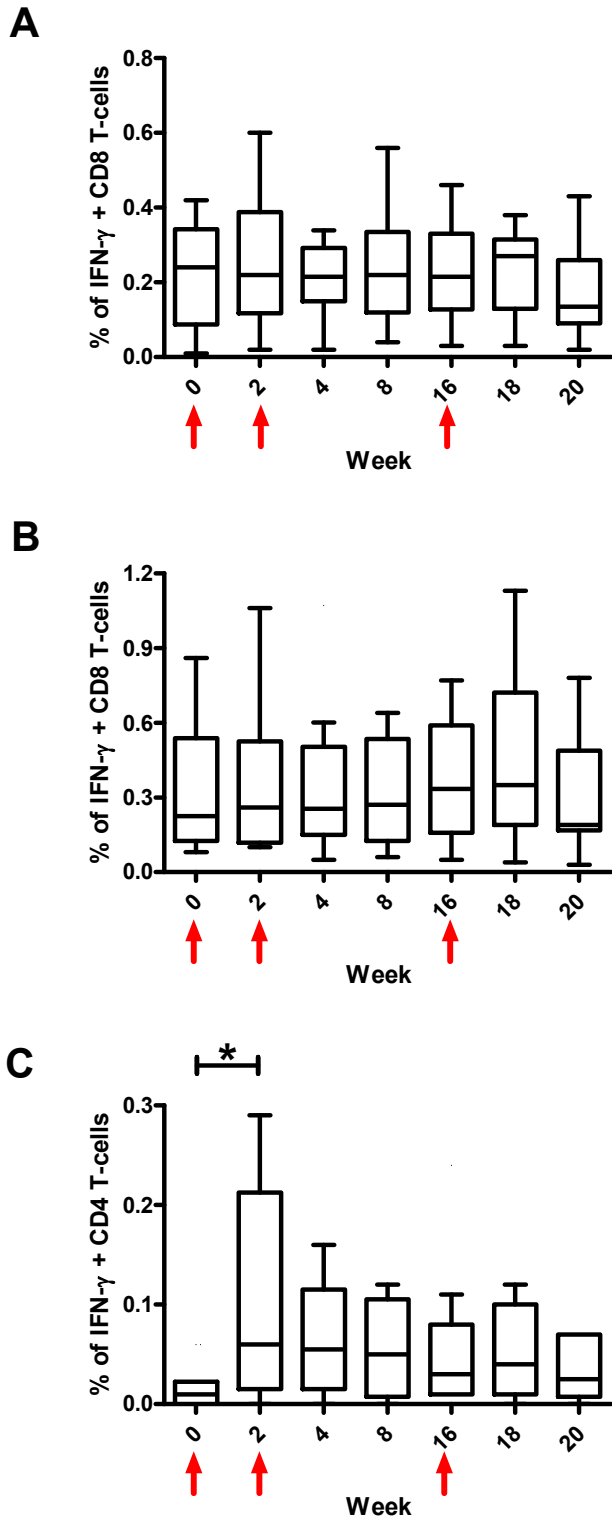 A
% of IFN-γ + CD8 T-cells
0.8
0.6
0.4
0.2
0.0
0 2 4 8 16 18 20
Week
B
% of IFN-γ + CD8 T-cells
1.2
0.9
0.6
0.3
0.0
0 2 4 8 16 18 20
Week
C
*
% of IFN-γ + CD4 T-cells
0.3
0.2
0.1
0.0
0 2 4 8 16 18 20
Week